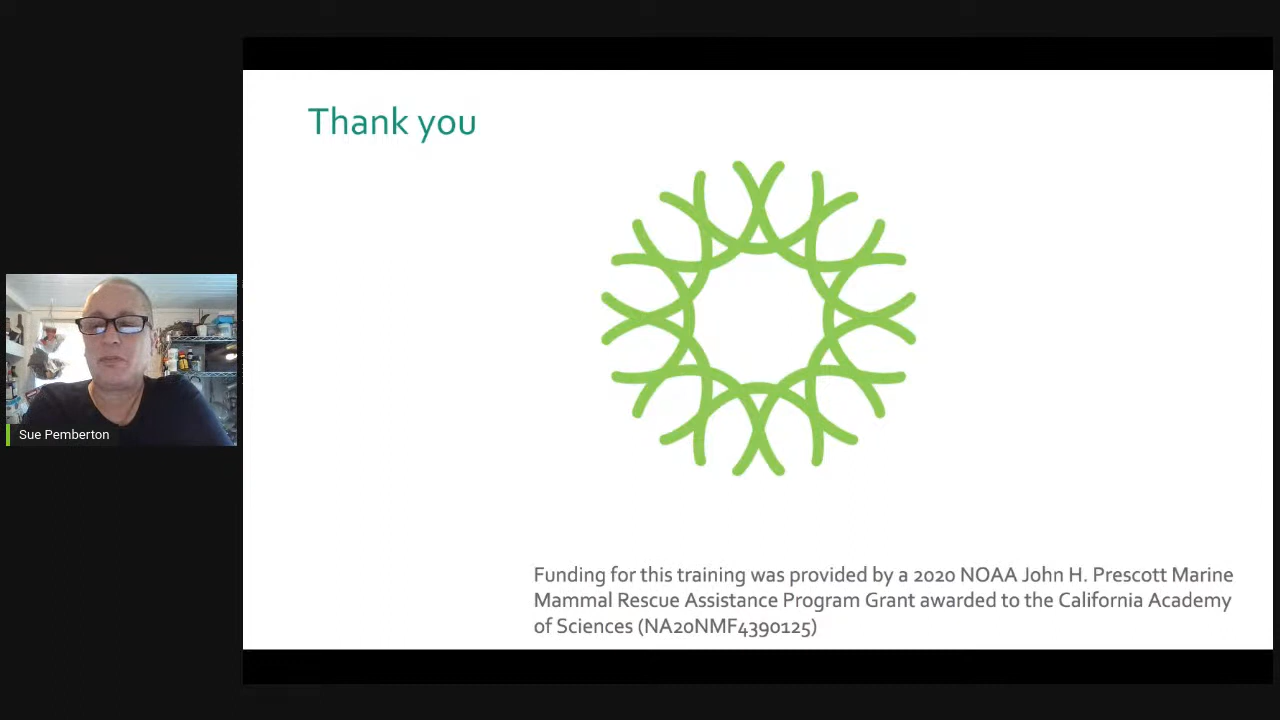 Thank you
Sue Pemberton
Funding for this training was provided by a 2020 NOAA John H. Prescott Marine
Mammal Rescue Assistance Program Grant awarded to the California Academy
of Sciences (NA20NMF4390125)